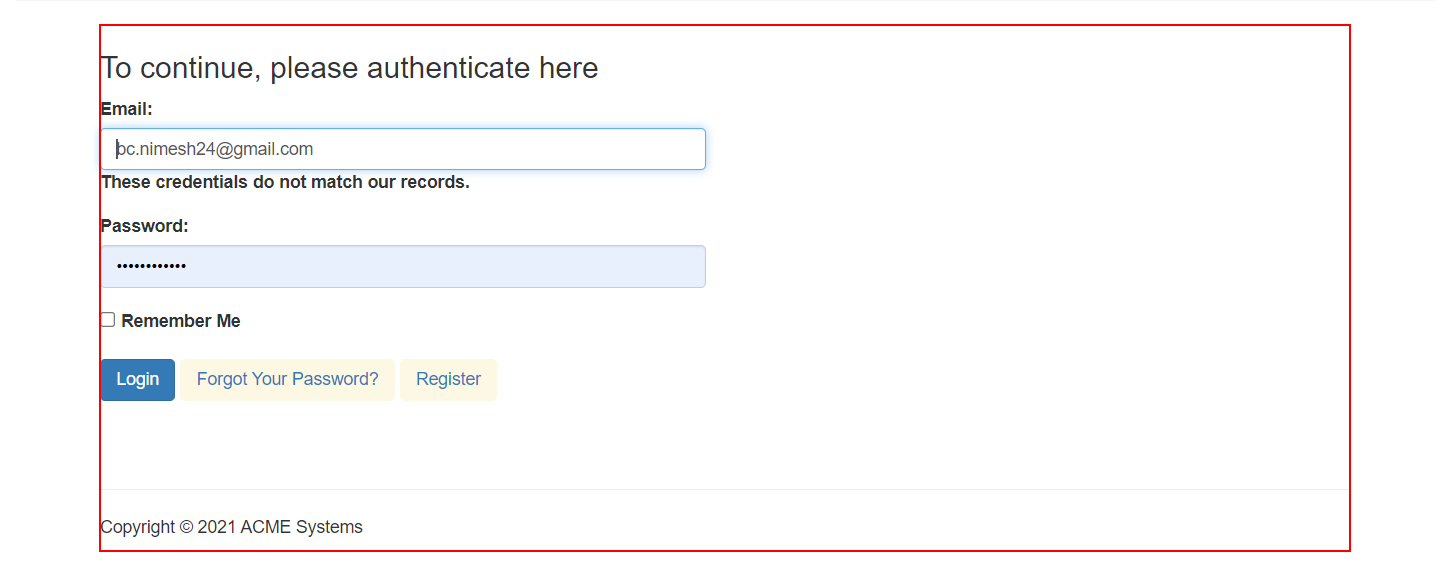 To continue, please authenticate here
Email:
bc.nimesh24@gmail.com
These credentials do not match our records.
Password:
••••••••••••
Remember Me
Login Forgot Your Password? Register
Copyright © 2021 ACME Systems